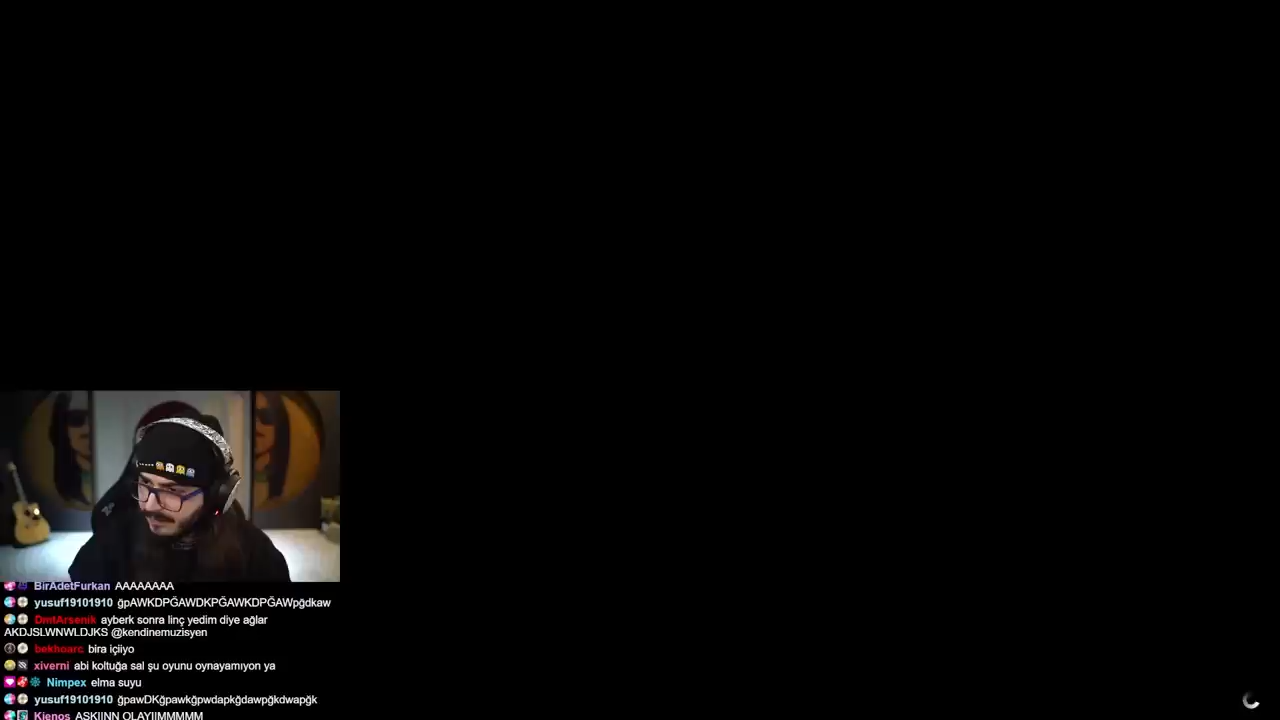 BirAdetFurkan AAAAAAAA
yusuf19101910 ğpAWKDPĞAWDKPĞAWKDPĞAWpğdkaw
DmtArsenik ayberk sonra linç yedim diye ağlar
AKDJSLWNWLDJKS @kendinemuzisyen
bekhoarc bira içiiyo
xiverni abi koltuğa sal şu oyunu oynayamıyon ya
Nimpex elma suyu
yusuf19101910 ğpawDKğpawkğpwdapkğdawpğkdwapğk
Kienos ASKIINN OLAYIIMMMMM